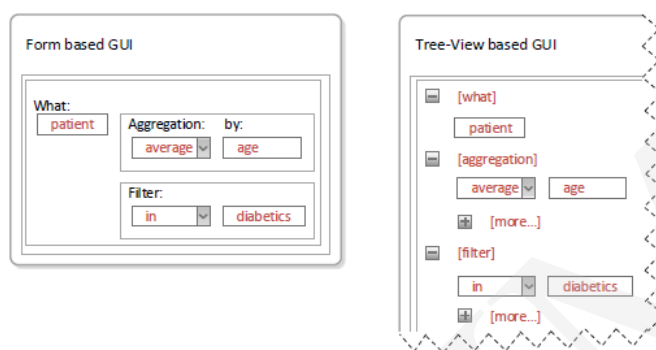 Form based GUI
What:
patient
Aggregation: by:
average age
Filter:
in diabetics
Tree-View based GUI
[what]
patient
[aggregation]
average age
[more...]
[filter]
in diabetics
[more...]